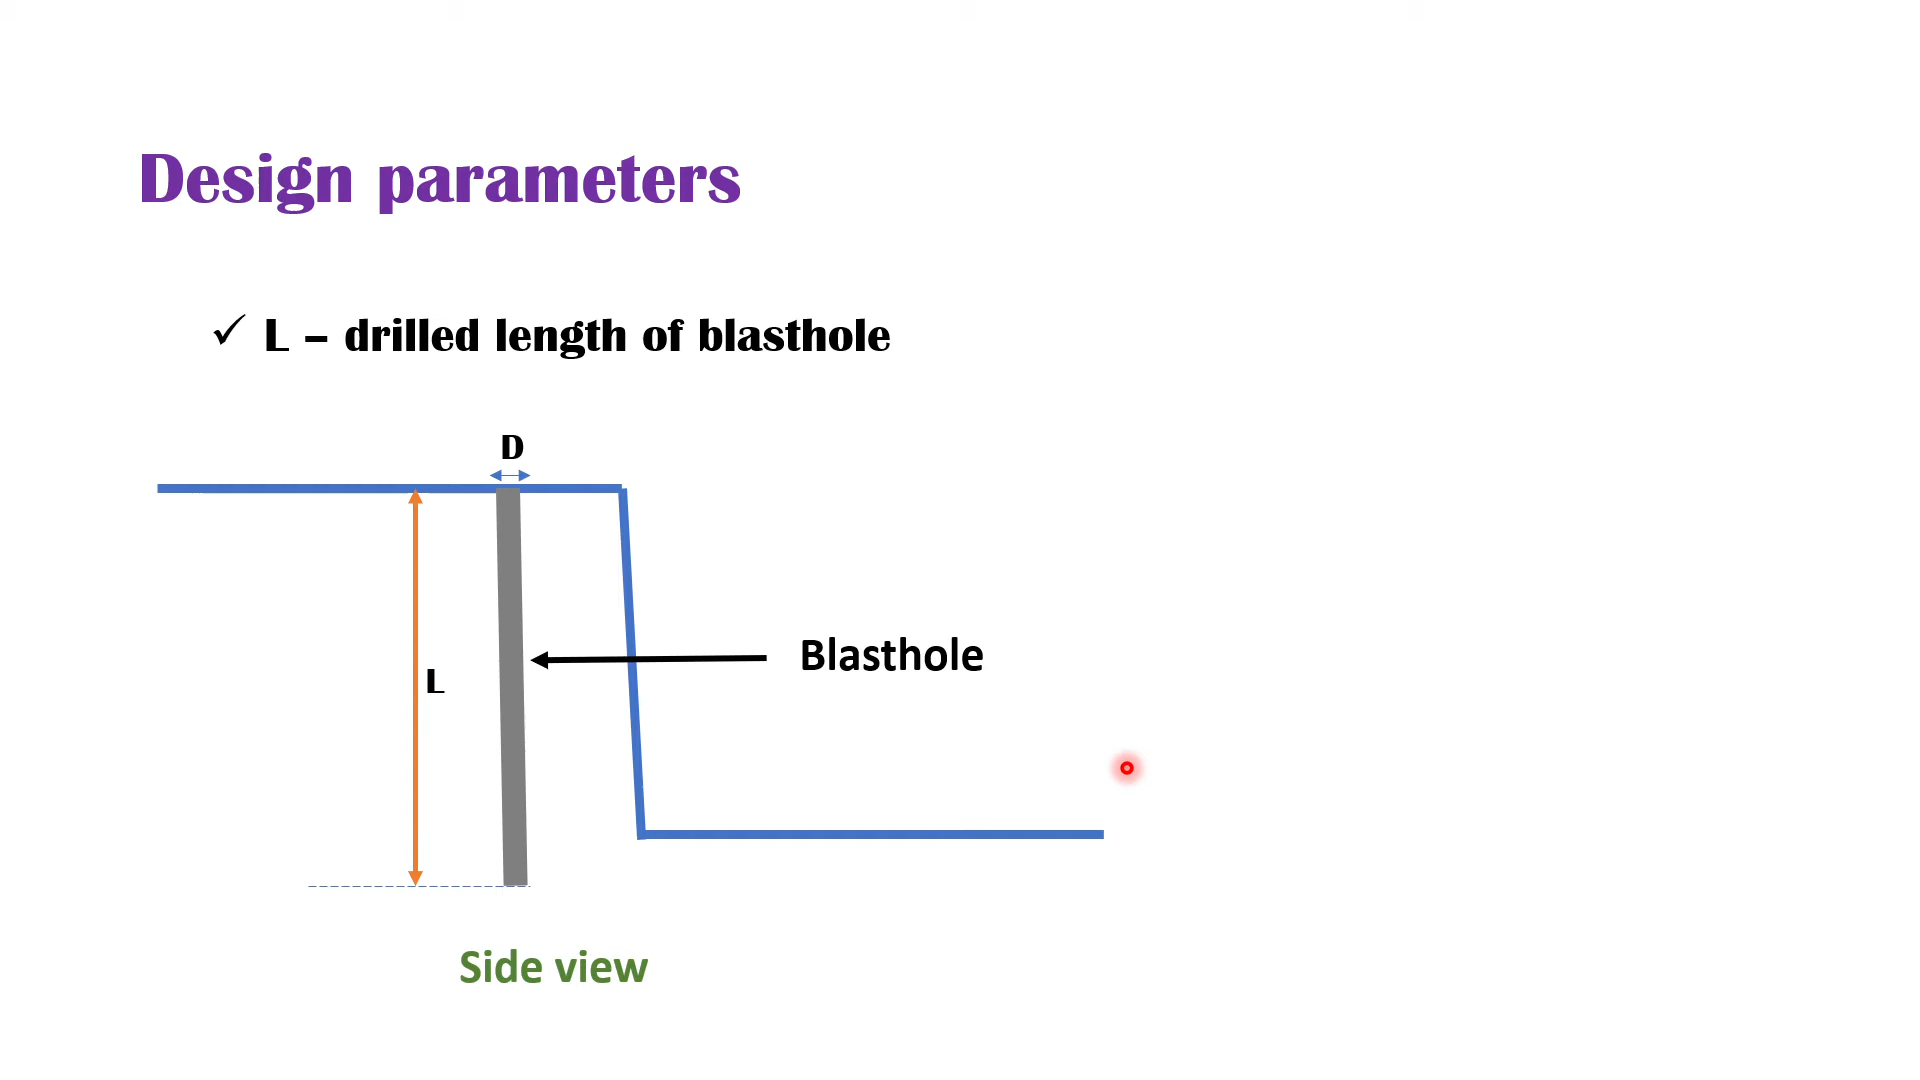 Design parameters
✓ L – drilled length of blasthole
D
L
Blasthole
Side view